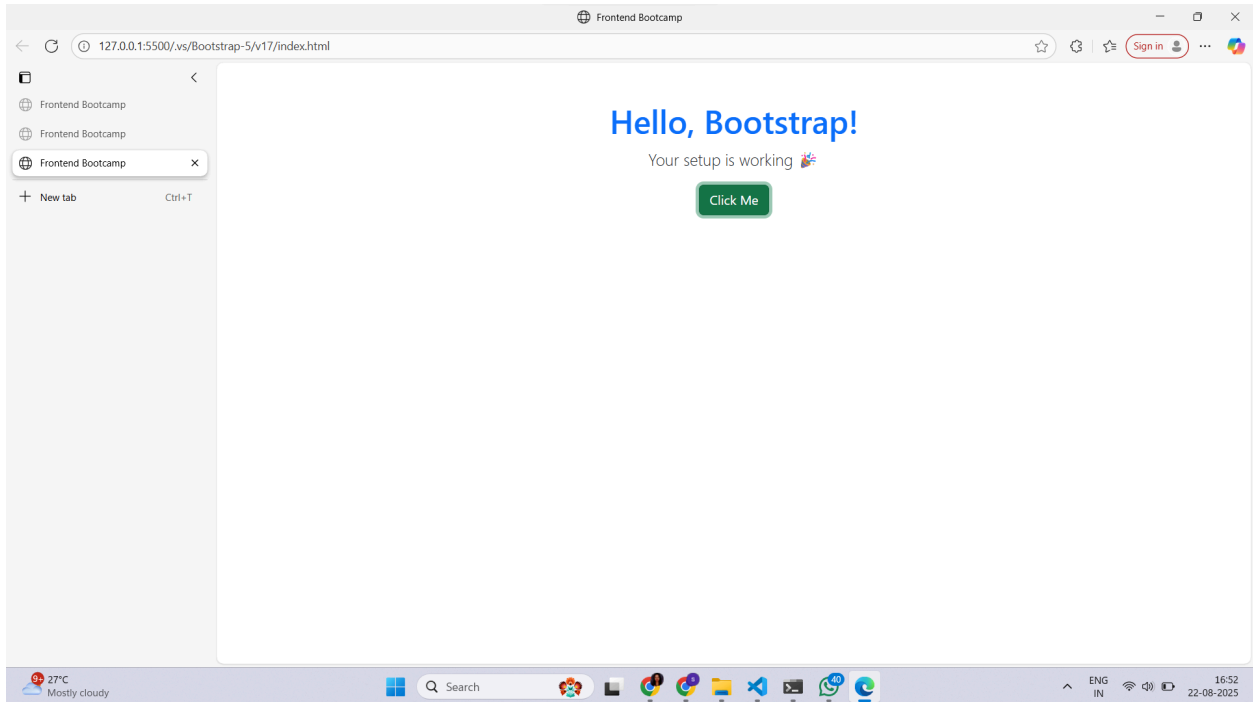 Frontend Bootcamp
127.0.0.1:5500/.vs/Bootstrap-5/v17/index.html
Sign in
Frontend Bootcamp
Frontend Bootcamp
Frontend Bootcamp
New tab Ctrl+T
Hello, Bootstrap!
Your setup is working 🎉
Click Me
9+
27°C
Mostly cloudy
Search
40
ENG
IN
16:52
22-08-2025